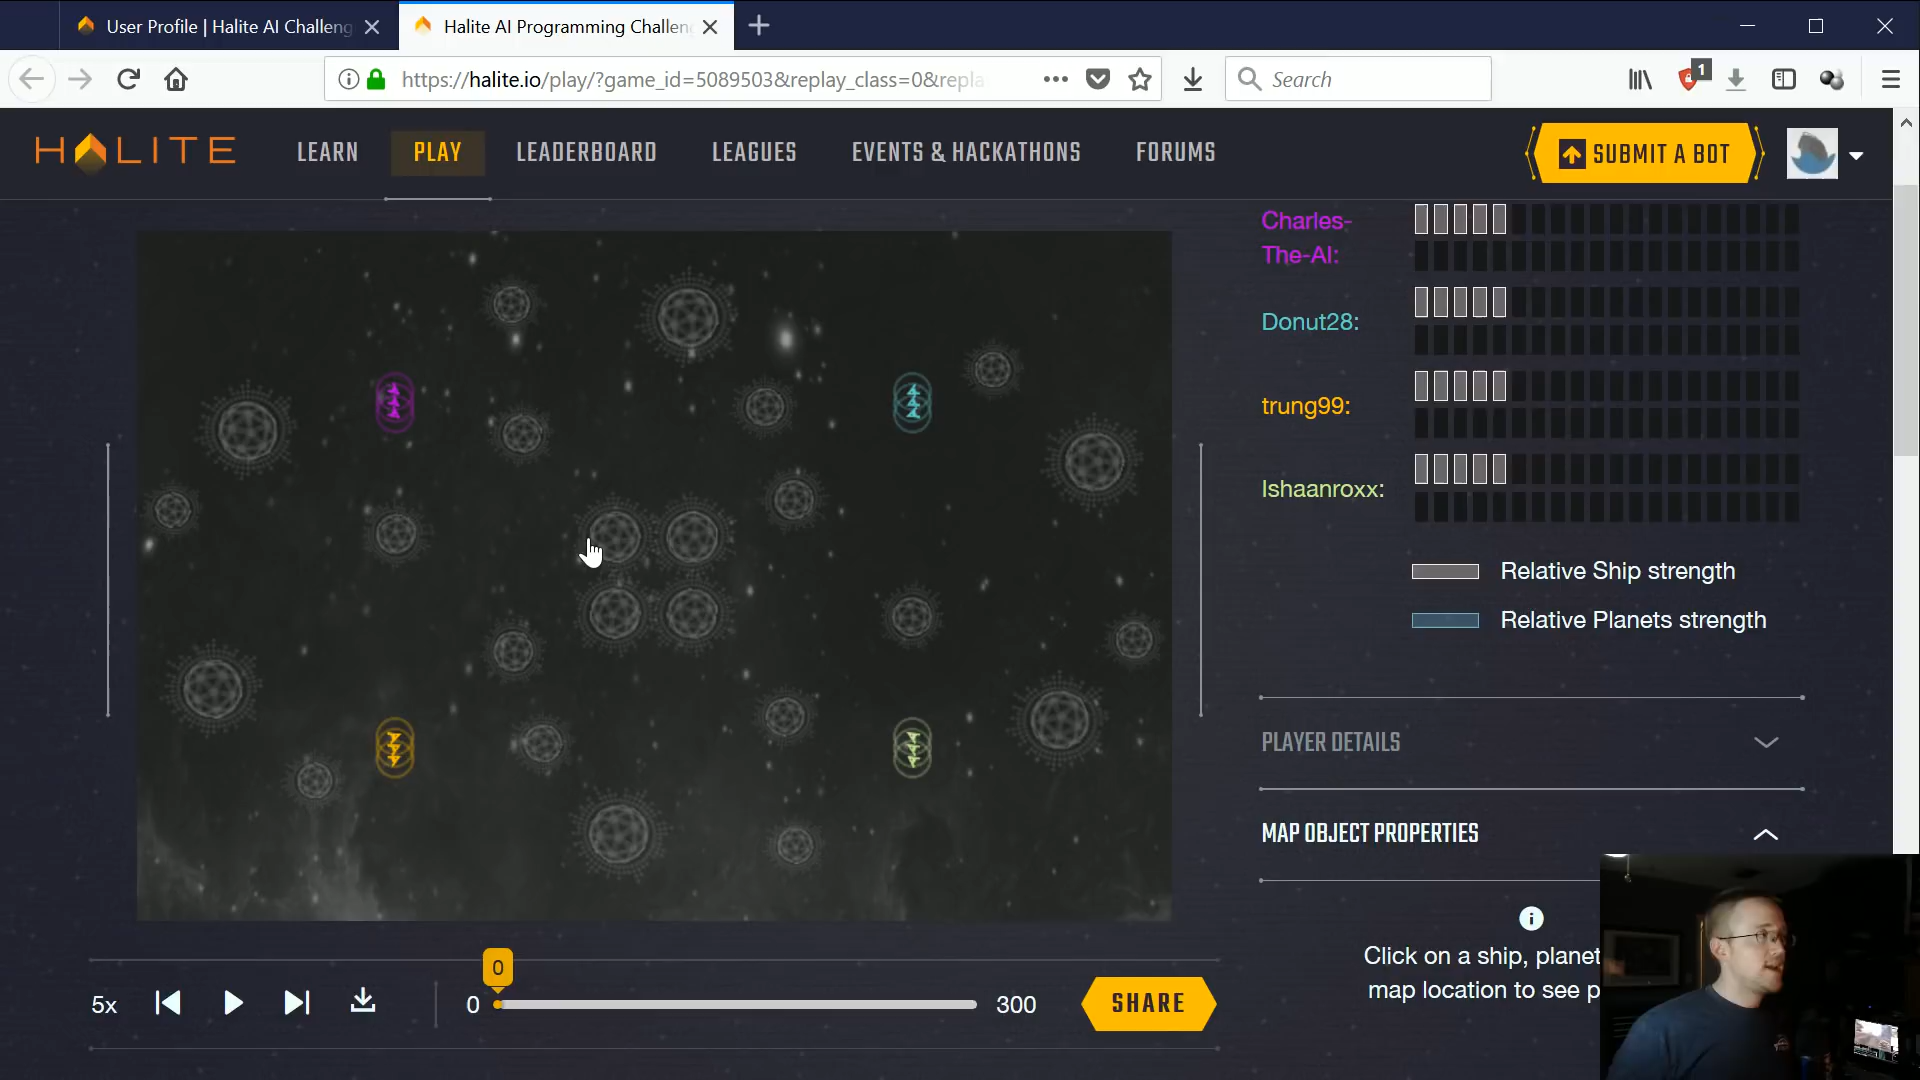 User Profile | Halite AI Challeng
Halite AI Programming Challen
https://halite.io/play/?game_id=5089503&replay_class=0&repla
Search
1
HALITE
LEARN
PLAY
LEADERBOARD
LEAGUES
EVENTS & HACKATHONS
FORUMS
SUBMIT A BOT
Charles-
The-AI:
Donut28:
trung99:
Ishaanroxx:
Relative Ship strength
Relative Planets strength
PLAYER DETAILS
MAP OBJECT PROPERTIES
Click on a ship, planet
map location to see p
0
5x
0
300
SHARE